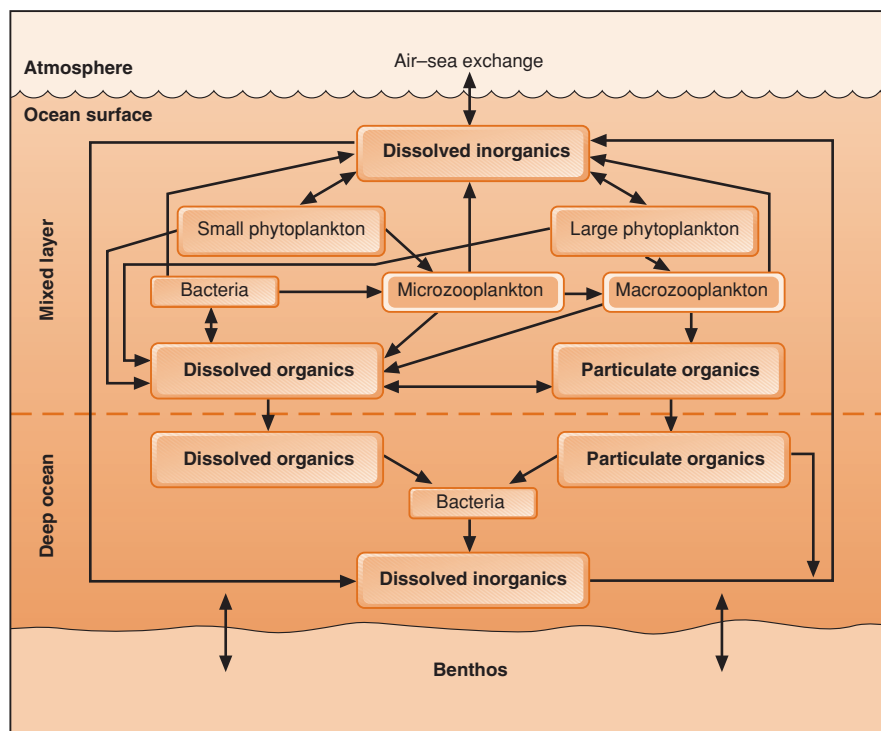 Air–sea exchange
Atmosphere
Ocean surface
Dissolved inorganics
Mixed layer
Small phytoplankton
Large phytoplankton
Bacteria
Microzooplankton
Macrozooplankton
Dissolved organics
Particulate organics
Deep ocean
Dissolved organics
Particulate organics
Bacteria
Dissolved inorganics
Benthos